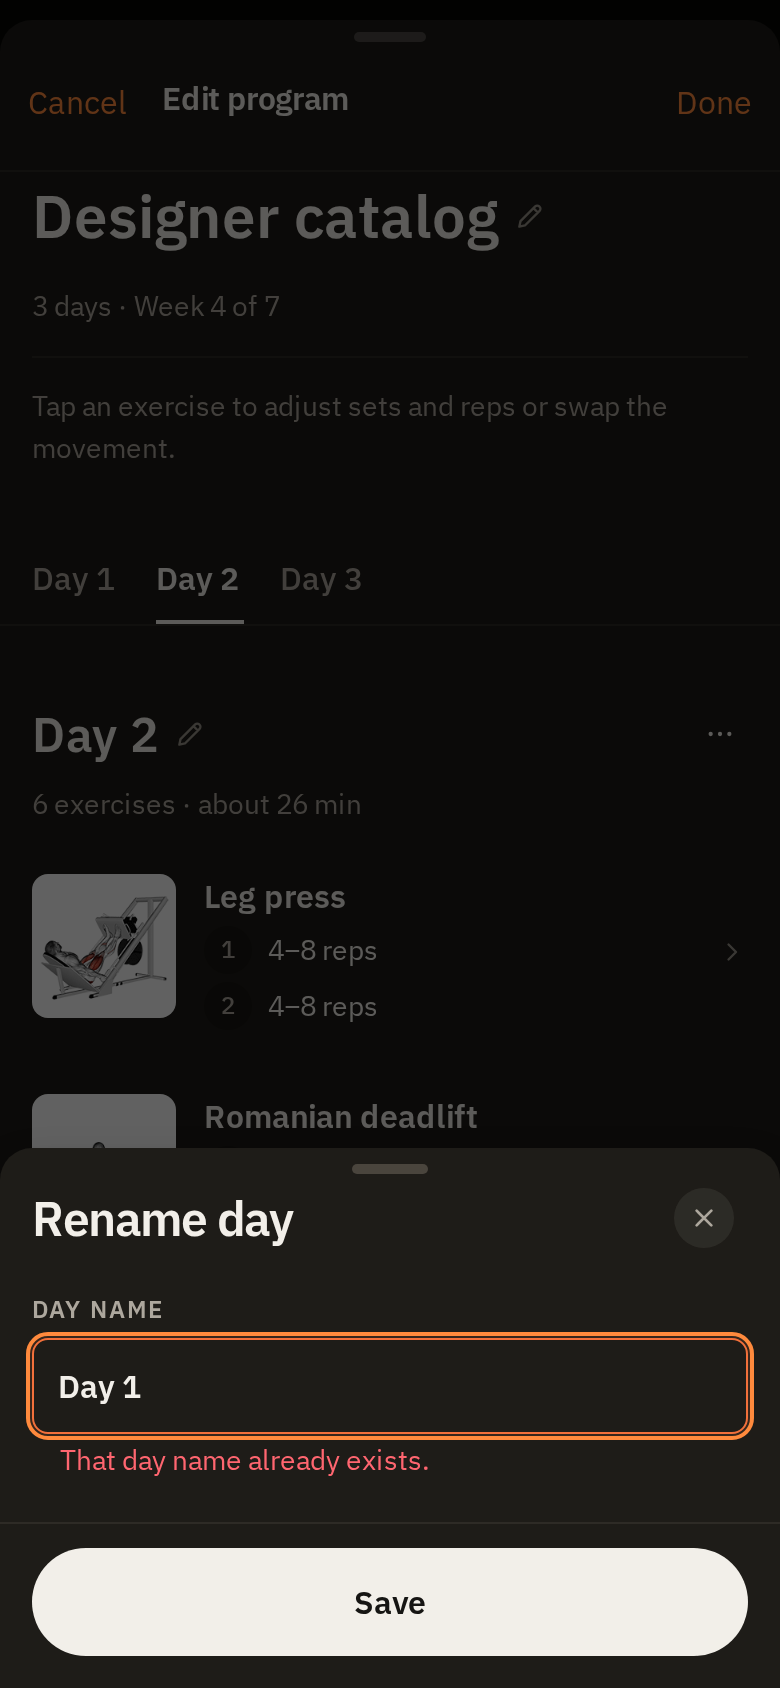 Cancel Edit program Done
Designer catalog
3 days · Week 4 of 7
Tap an exercise to adjust sets and reps or swap the
movement.
Day 1 Day 2 Day 3
Day 2
6 exercises · about 26 min
Leg press
1 4–8 reps
2 4–8 reps
Romanian deadlift
Rename day
DAY NAME
Day 1
That day name already exists.
Save